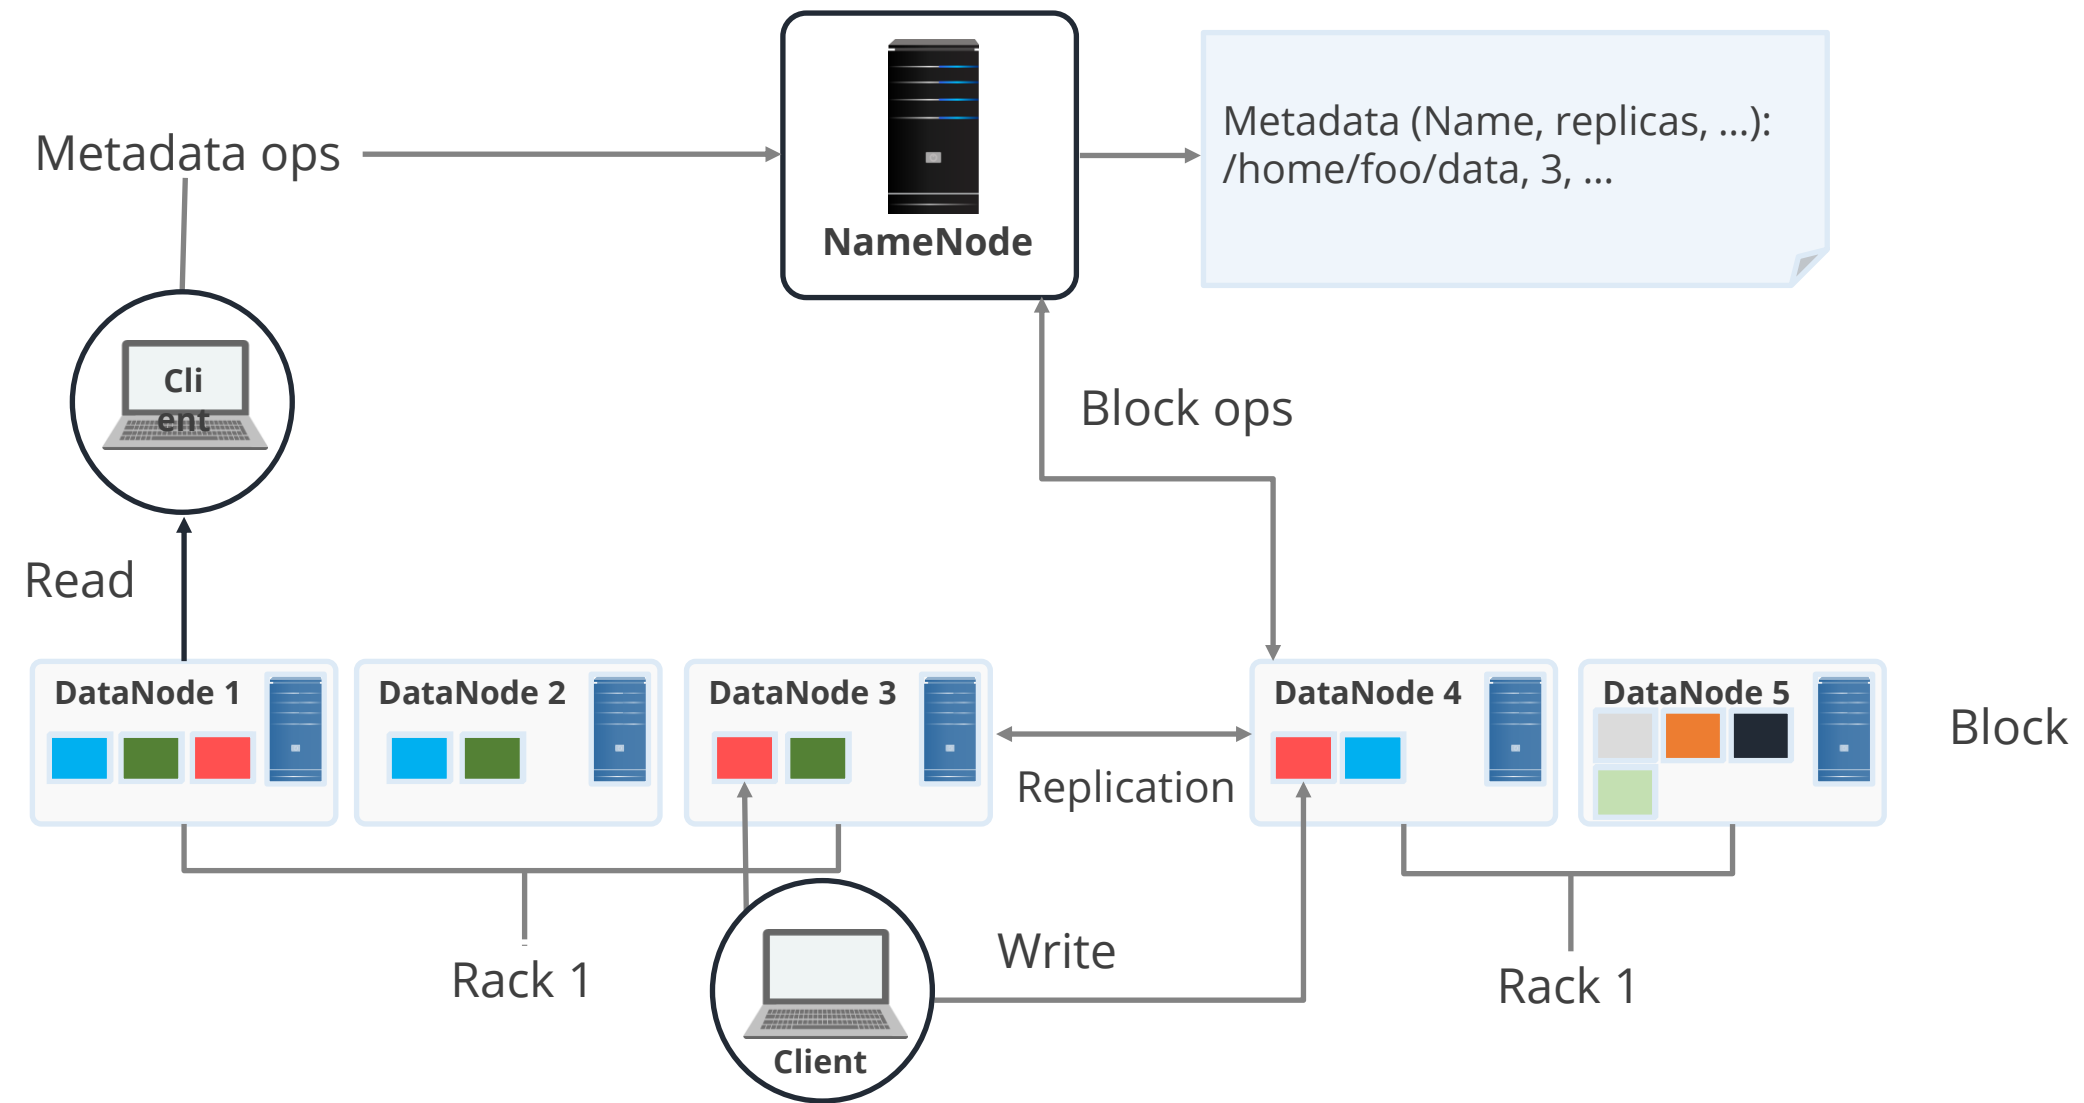 Metadata ops
NameNode
Metadata (Name, replicas, ...):
/home/foo/data, 3, ...
Cli
ent
Block ops
Read
DataNode 1
DataNode 2
DataNode 3
DataNode 4
DataNode 5
Block
Replication
Rack 1
Write
Rack 1
Client